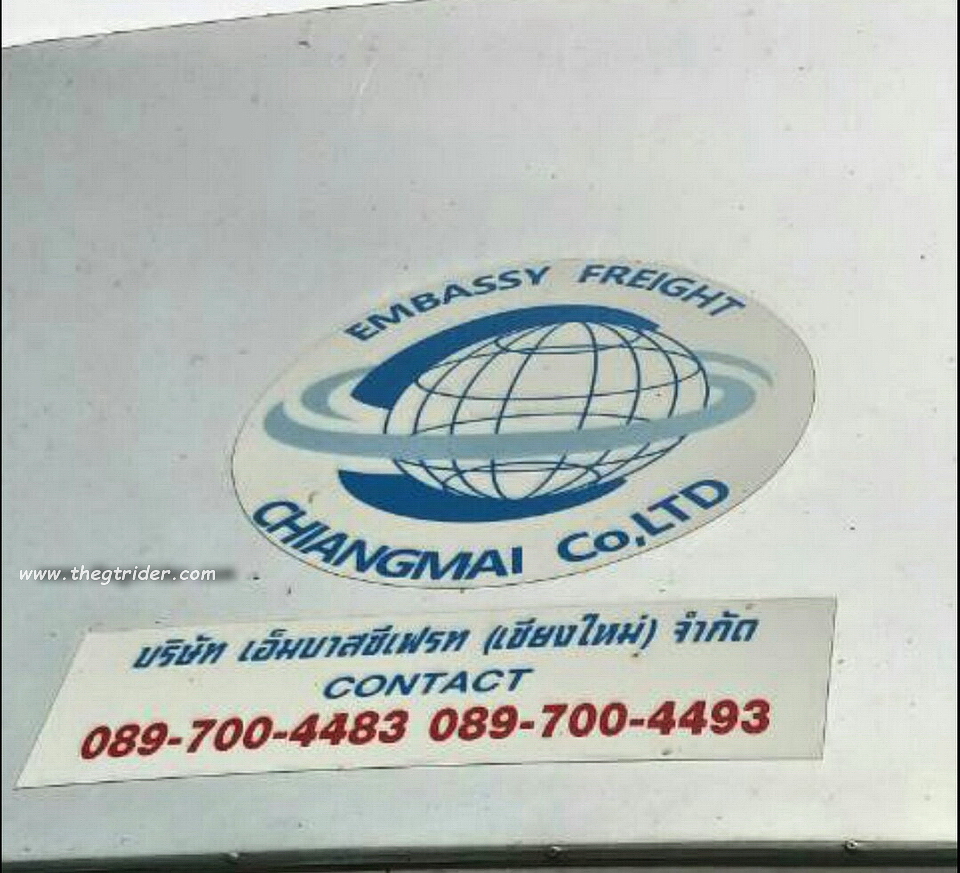 EMBASSY FREIGHT
CHIANGMAI Co,LTD
www.thegtrider.com
บริษัท เอ็มบาสซีเฟรท (เชียงใหม่) จำกัด
CONTACT
089-700-4483 089-700-4493